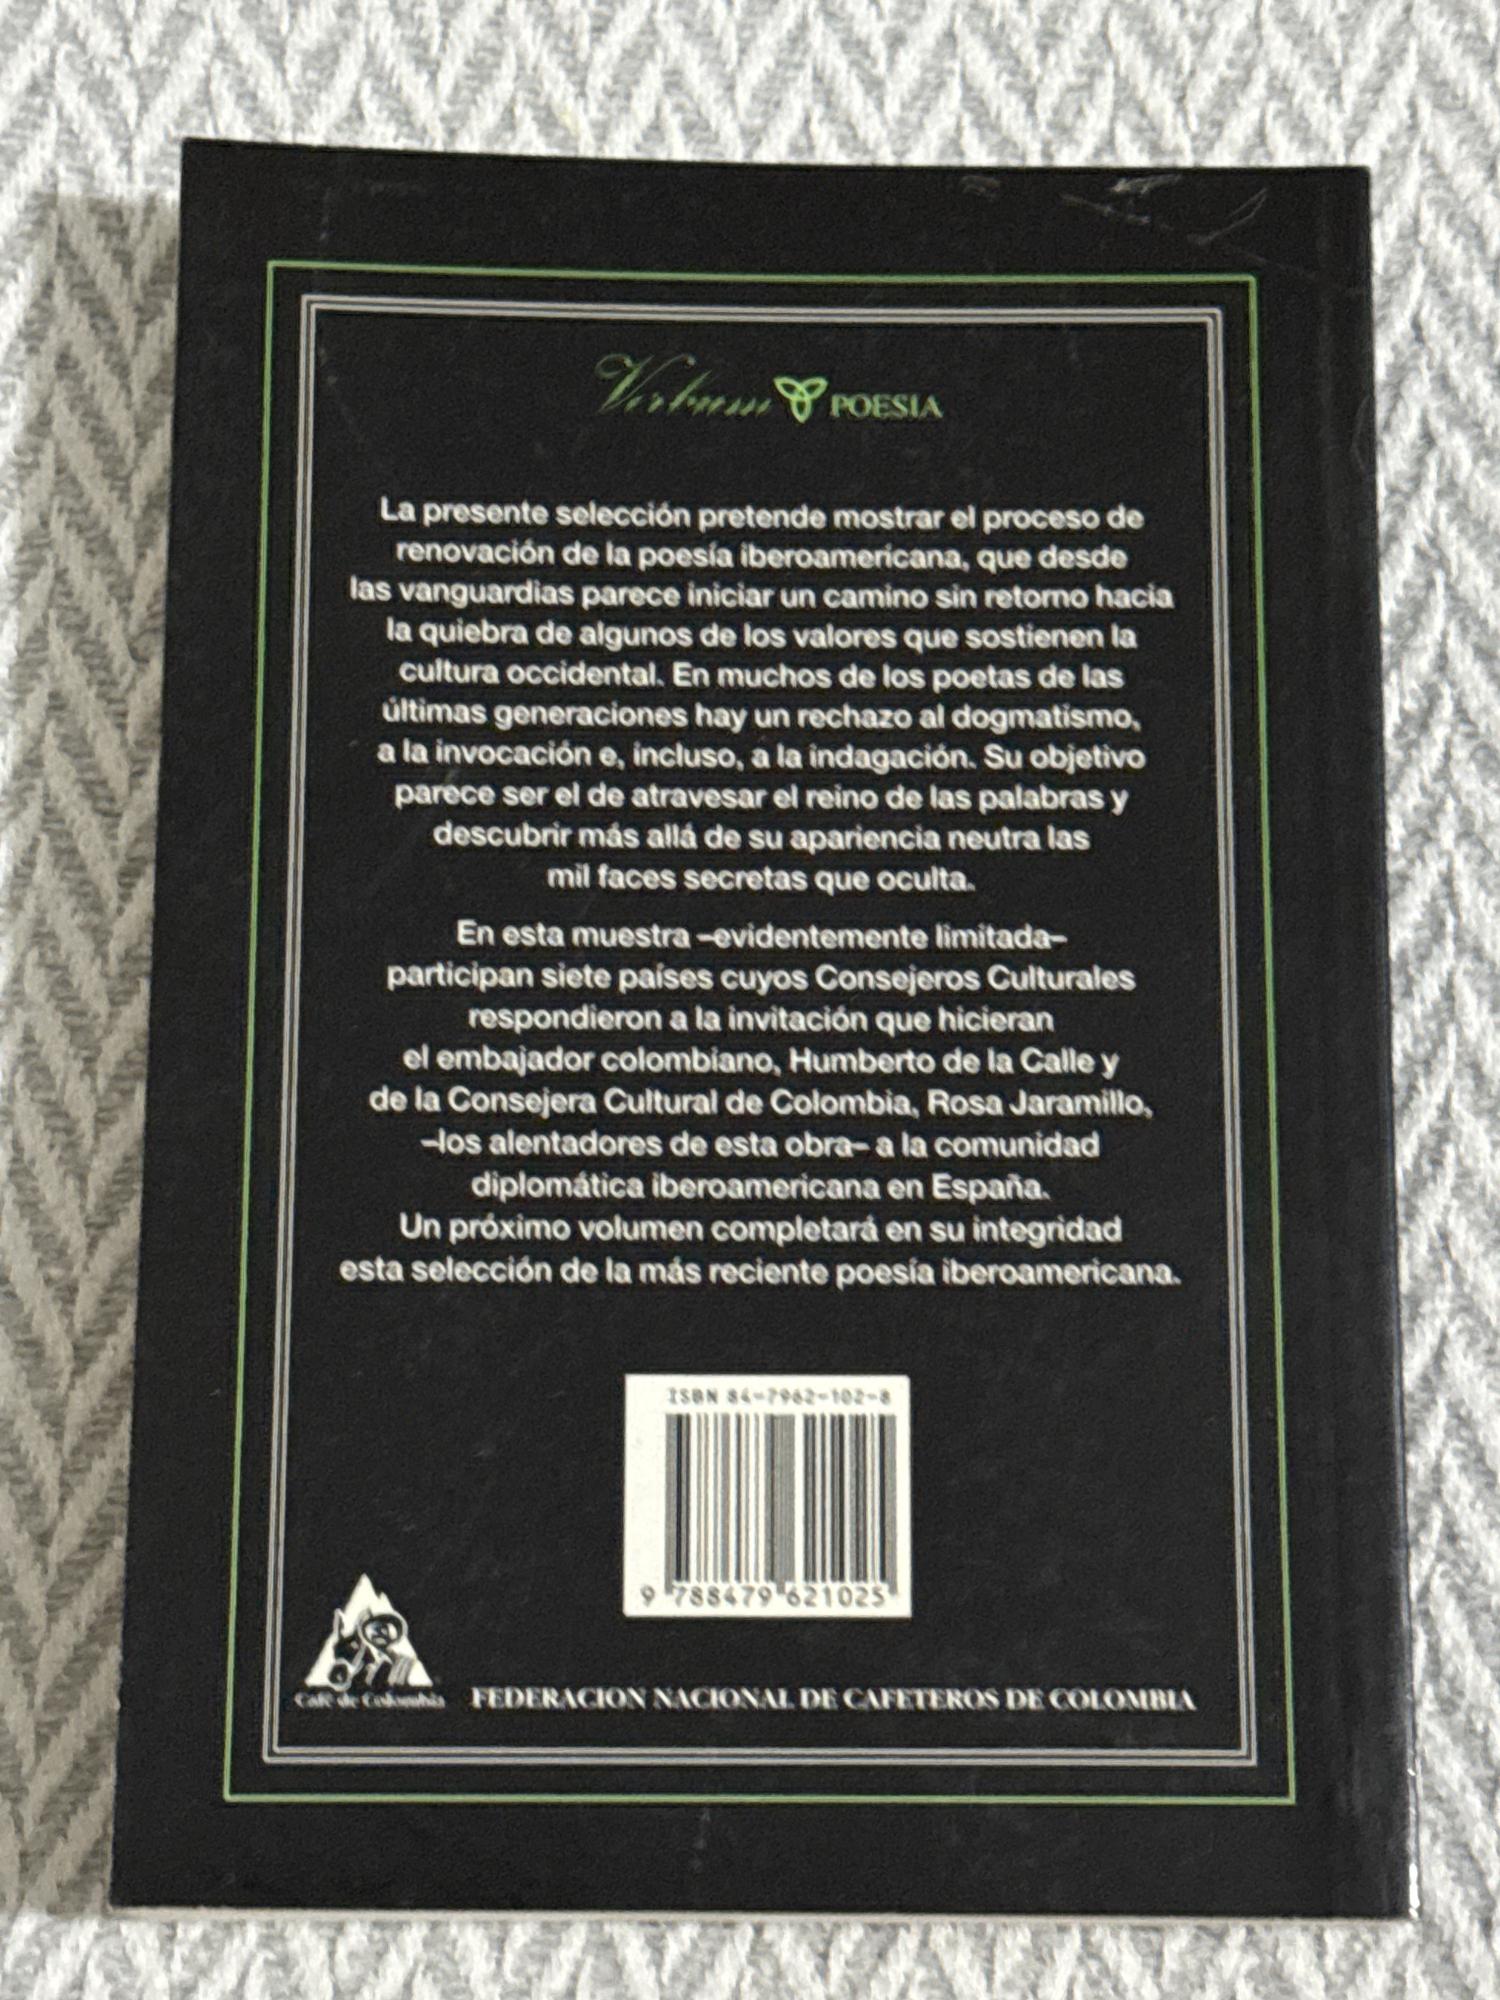 Verbum POESIA
La presente selección pretende mostrar el proceso de
renovación de la poesía iberoamericana, que desde
las vanguardias parece iniciar un camino sin retorno hacia
la quiebra de algunos de los valores que sostienen la
cultura occidental. En muchos de los poetas de las
últimas generaciones hay un rechazo al dogmatismo,
a la invocación e, incluso, a la indagación. Su objetivo
parece ser el de atravesar el reino de las palabras y
descubrir más allá de su apariencia neutra las
mil faces secretas que oculta.
En esta muestra –evidentemente limitada–
participan siete países cuyos Consejeros Culturales
respondieron a la invitación que hicieran
el embajador colombiano, Humberto de la Calle y
de la Consejera Cultural de Colombia, Rosa Jaramillo,
–los alentadores de esta obra– a la comunidad
diplomática iberoamericana en España.
Un próximo volumen completará en su integridad
esta selección de la más reciente poesía iberoamericana.
ISBN 84-7962-102-8
9 788479 621025
Café de Colombia
FEDERACION NACIONAL DE CAFETEROS DE COLOMBIA